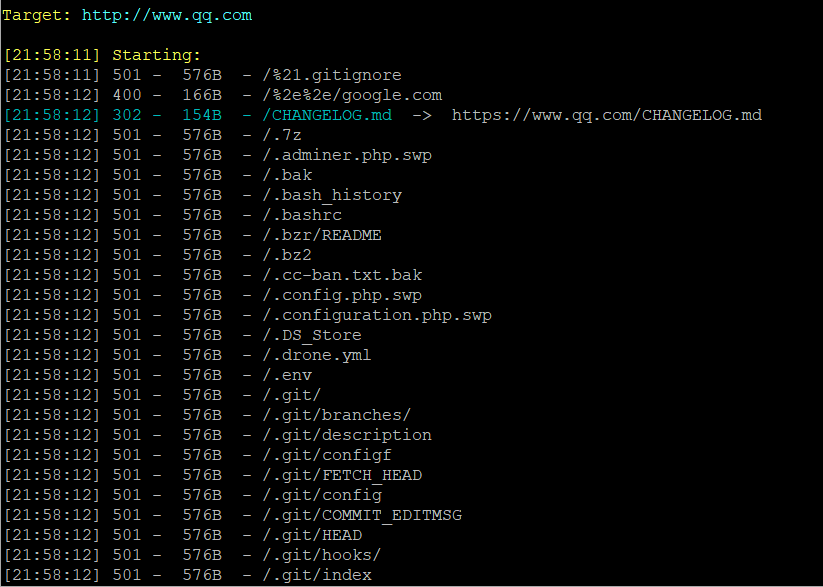 Target: http://www.qq.com
[21:58:11] Starting:
[21:58:11] 501 -  576B  - /%21.gitignore
[21:58:12] 400 -  166B  - /%2e%2e/google.com
[21:58:12] 302 -  154B  - /CHANGELOG.md  ->  https://www.qq.com/CHANGELOG.md
[21:58:12] 501 -  576B  - /.7z
[21:58:12] 501 -  576B  - /.adminer.php.swp
[21:58:12] 501 -  576B  - /.bak
[21:58:12] 501 -  576B  - /.bash_history
[21:58:12] 501 -  576B  - /.bashrc
[21:58:12] 501 -  576B  - /.bzr/README
[21:58:12] 501 -  576B  - /.bz2
[21:58:12] 501 -  576B  - /.cc-ban.txt.bak
[21:58:12] 501 -  576B  - /.config.php.swp
[21:58:12] 501 -  576B  - /.configuration.php.swp
[21:58:12] 501 -  576B  - /.DS_Store
[21:58:12] 501 -  576B  - /.drone.yml
[21:58:12] 501 -  576B  - /.env
[21:58:12] 501 -  576B  - /.git/
[21:58:12] 501 -  576B  - /.git/branches/
[21:58:12] 501 -  576B  - /.git/description
[21:58:12] 501 -  576B  - /.git/configf
[21:58:12] 501 -  576B  - /.git/FETCH_HEAD
[21:58:12] 501 -  576B  - /.git/config
[21:58:12] 501 -  576B  - /.git/COMMIT_EDITMSG
[21:58:12] 501 -  576B  - /.git/HEAD
[21:58:12] 501 -  576B  - /.git/hooks/
[21:58:12] 501 -  576B  - /.git/index